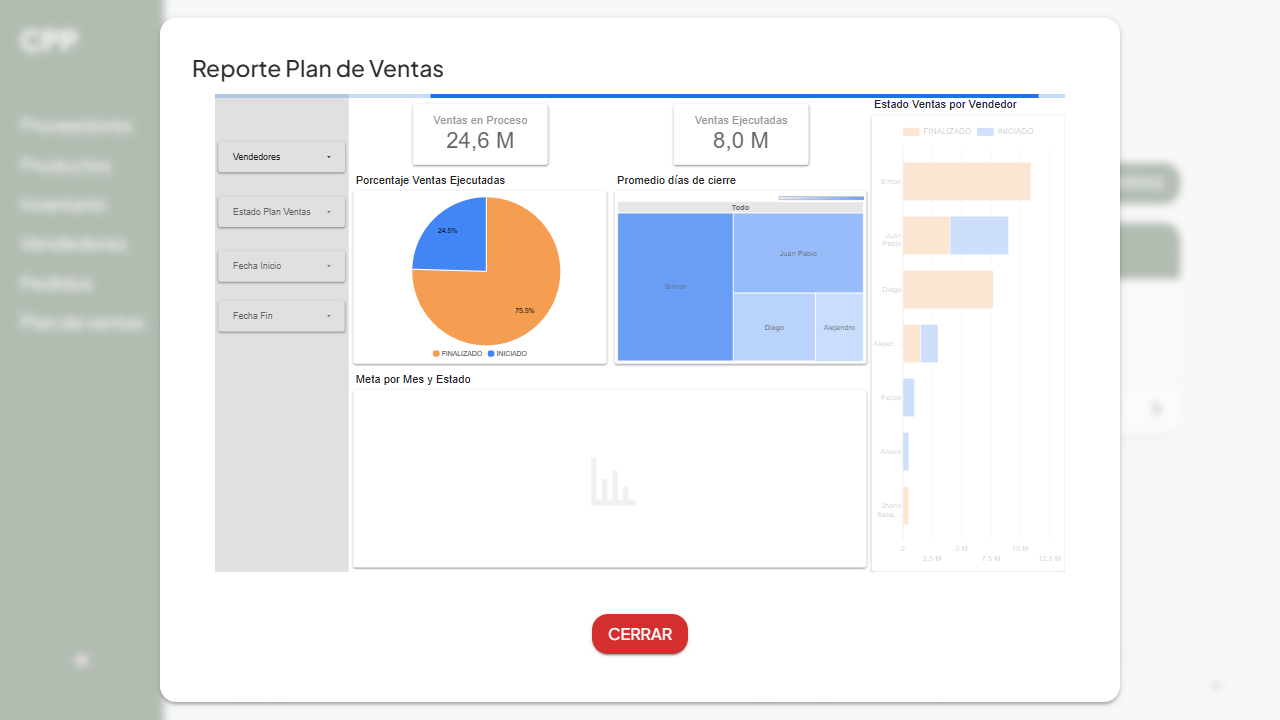 CPP
Proveedores
Productos
Inventario
Vendedores
Pedidos
Plan de ventas
Reporte Plan de Ventas
Vendedores
Estado Plan Ventas
Fecha Inicio
Fecha Fin
Ventas en Proceso
24,6 M
Ventas Ejecutadas
8,0 M
Porcentaje Ventas Ejecutadas
24.5%
75.5%
FINALIZADO INICIADO
Promedio días de cierre
Todo
Simon
Juan Pablo
Diego
Alejandro
Meta por Mes y Estado
Estado Ventas por Vendedor
FINALIZADO INICIADO
Simon
Juan
Pablo
Diego
Alejan...
Felipe
Alvaro
Jhonn
Seba...
0 5 M 10 M
2.5 M 7.5 M 12.5 M
CERRAR